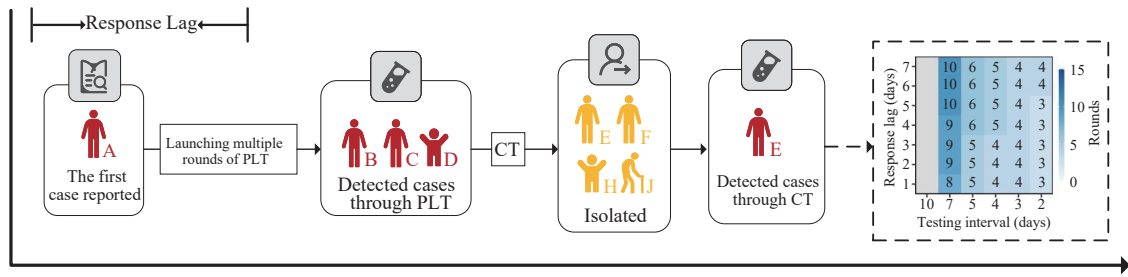 Response Lag
A
The first
case reported
Launching multiple
rounds of PLT
B C D
Detected cases
through PLT
CT
E F
H J
Isolated
E
Detected cases
through CT
Response lag (days)
7 10 6 5 4 4
6 10 6 5 4 4
5 10 6 5 4 3
4 9 6 5 4 3
3 9 5 4 4 3
2 9 5 4 4 3
1 8 5 4 4 3
10 7 5 4 3 2
Testing interval (days)
15
10
5
0
Rounds